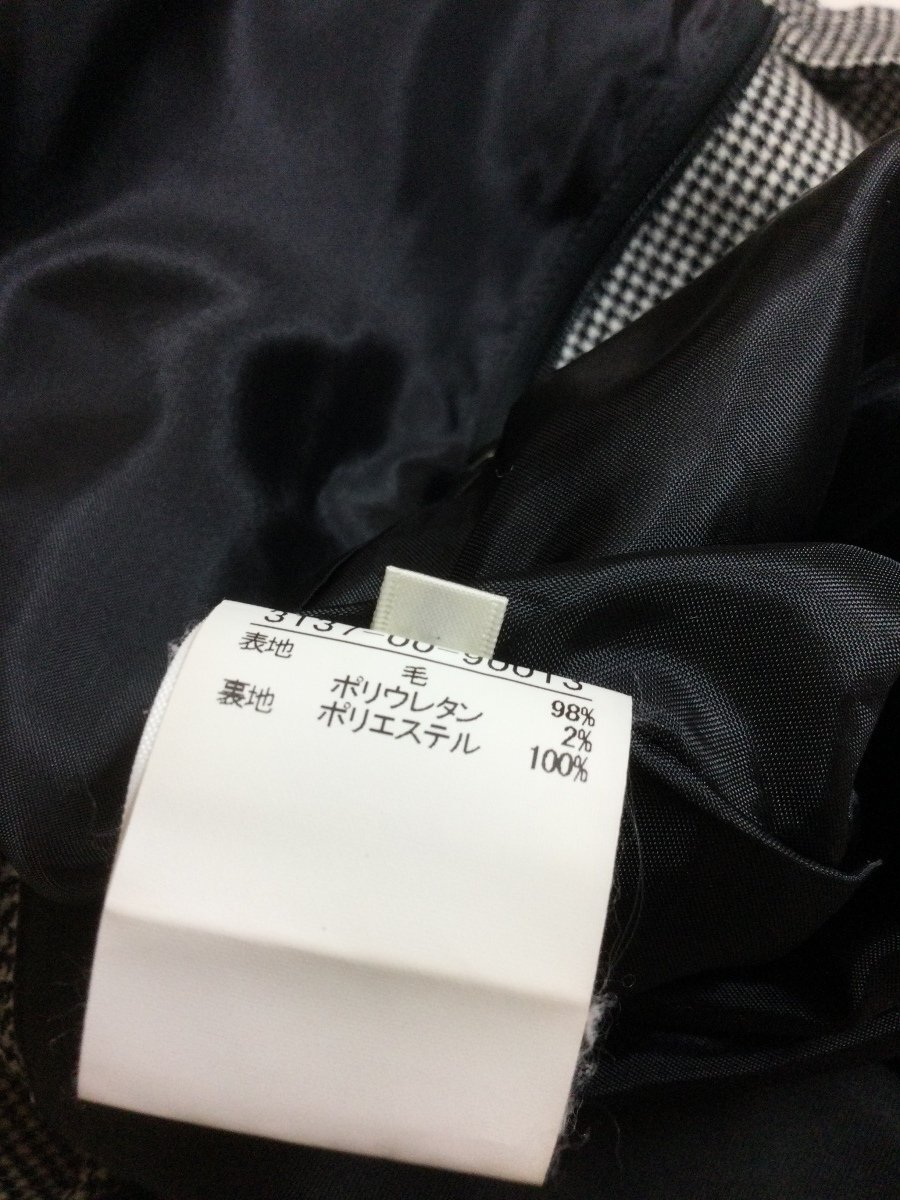 表地 毛 98%
ポリウレタン 2%
裏地 ポリエステル 100%